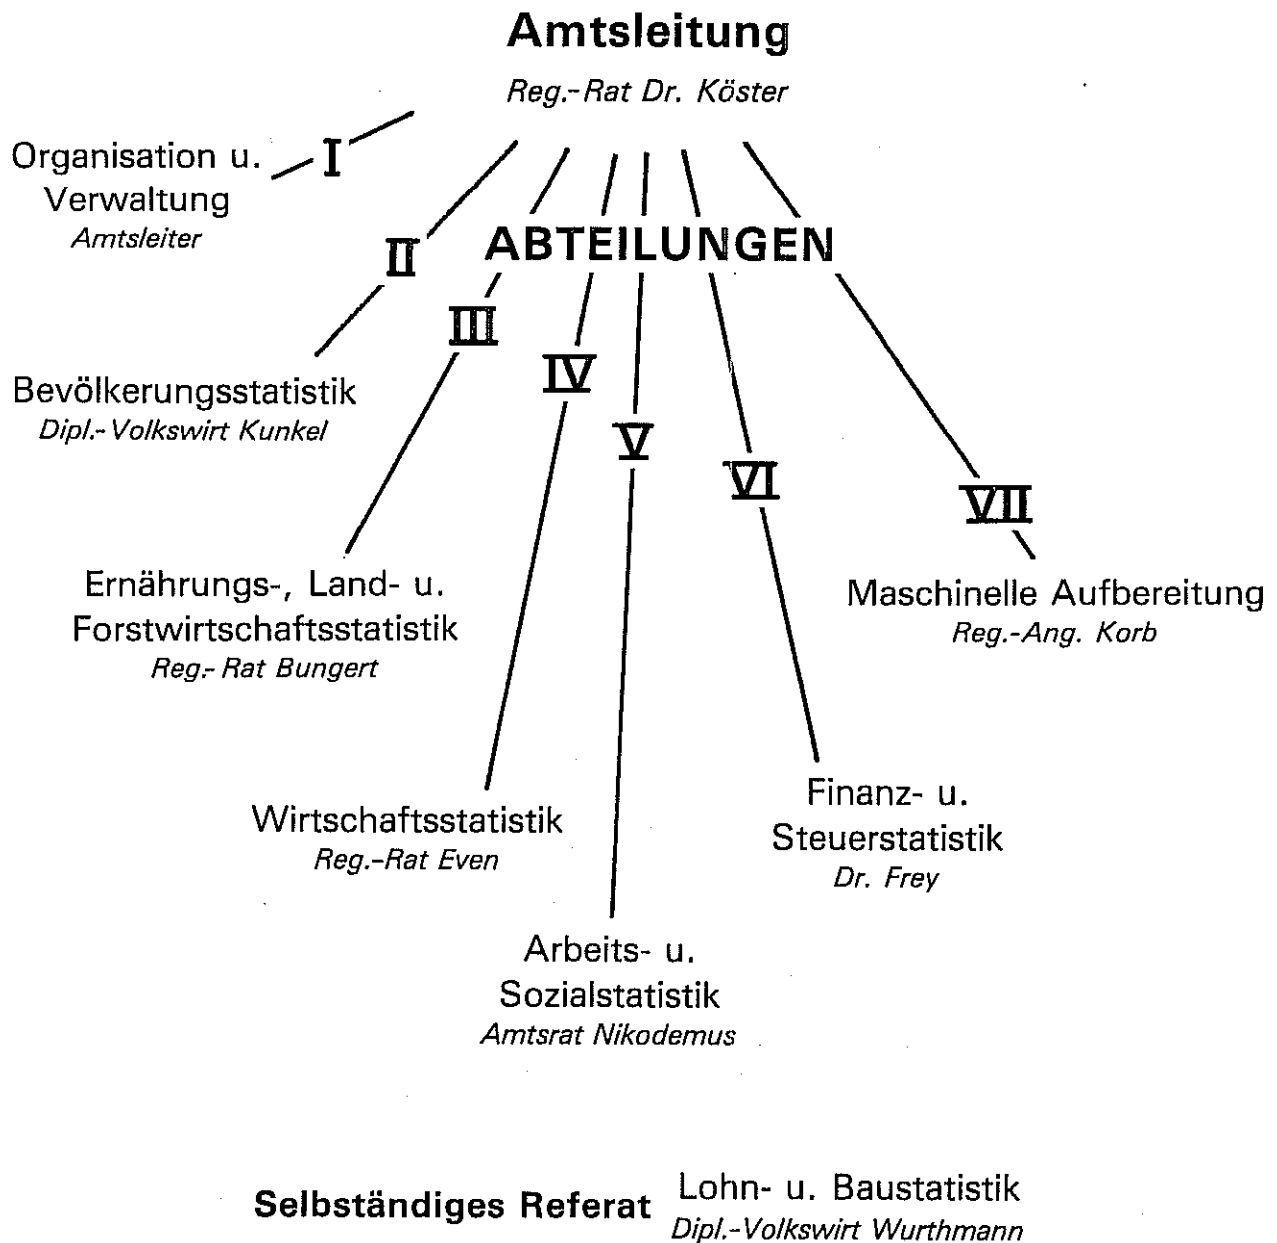 Amtsleitung
Reg.-Rat Dr. Köster
I
Organisation u.
Verwaltung
Amtsleiter
ABTEILUNGEN
II
Bevölkerungsstatistik
Dipl.-Volkswirt Kunkel
III
Ernährungs-, Land- u.
Forstwirtschaftsstatistik
Reg.-Rat Bungert
IV
Wirtschaftsstatistik
Reg.-Rat Even
V
Arbeits- u.
Sozialstatistik
Amtsrat Nikodemus
VI
Finanz- u.
Steuerstatistik
Dr. Frey
VII
Maschinelle Aufbereitung
Reg.-Ang. Korb
Selbständiges Referat
Lohn- u. Baustatistik
Dipl.-Volkswirt Wurthmann